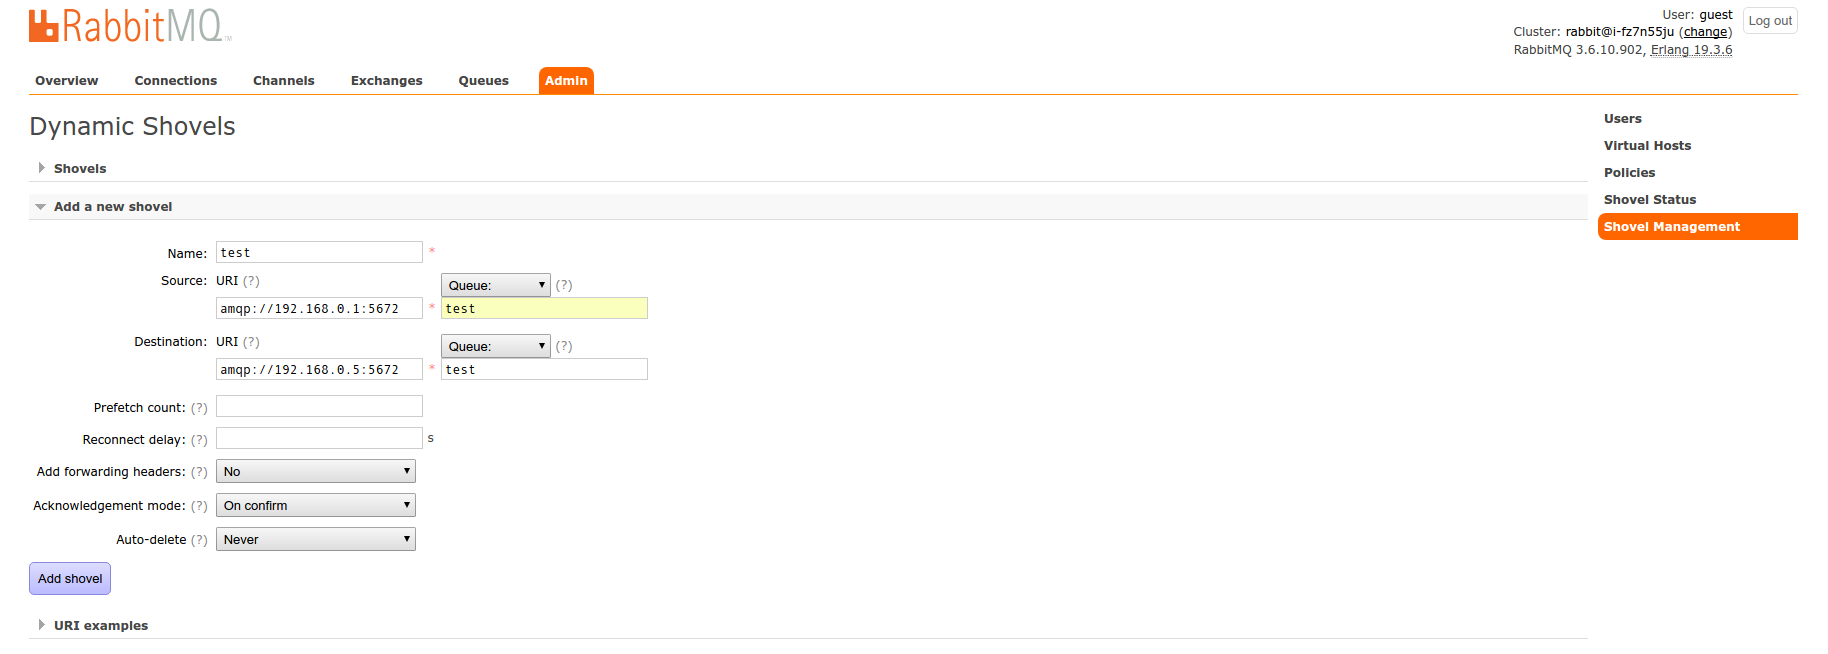 RabbitMQ™
User: guest
Log out
Cluster: rabbit@i-fz7n55ju (change)
RabbitMQ 3.6.10.902, Erlang 19.3.6
Overview Connections Channels Exchanges Queues Admin
Dynamic Shovels
Shovels
Add a new shovel
Name: test *
Source: URI (?) Queue: (?)
amqp://192.168.0.1:5672 * test
Destination: URI (?) Queue: (?)
amqp://192.168.0.5:5672 * test
Prefetch count: (?)
Reconnect delay: (?) s
Add forwarding headers: (?) No
Acknowledgement mode: (?) On confirm
Auto-delete (?) Never
Add shovel
URI examples
Users
Virtual Hosts
Policies
Shovel Status
Shovel Management